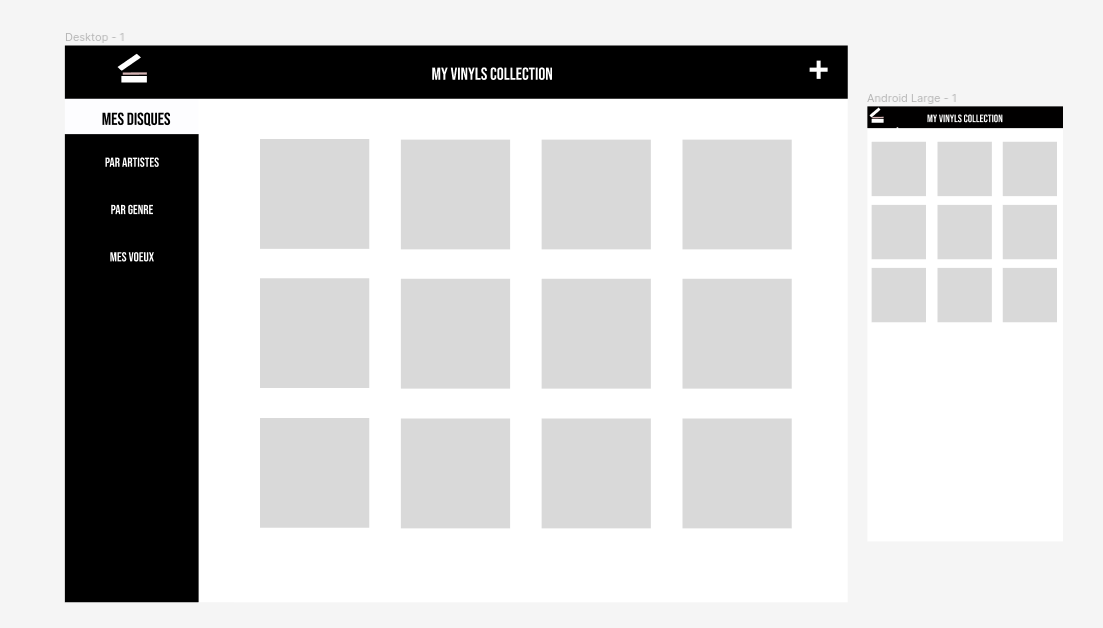 Desktop - 1
MY VINYLS COLLECTION
MES DISQUES
PAR ARTISTES
PAR GENRE
MES VOEUX
Android Large - 1
MY VINYLS COLLECTION